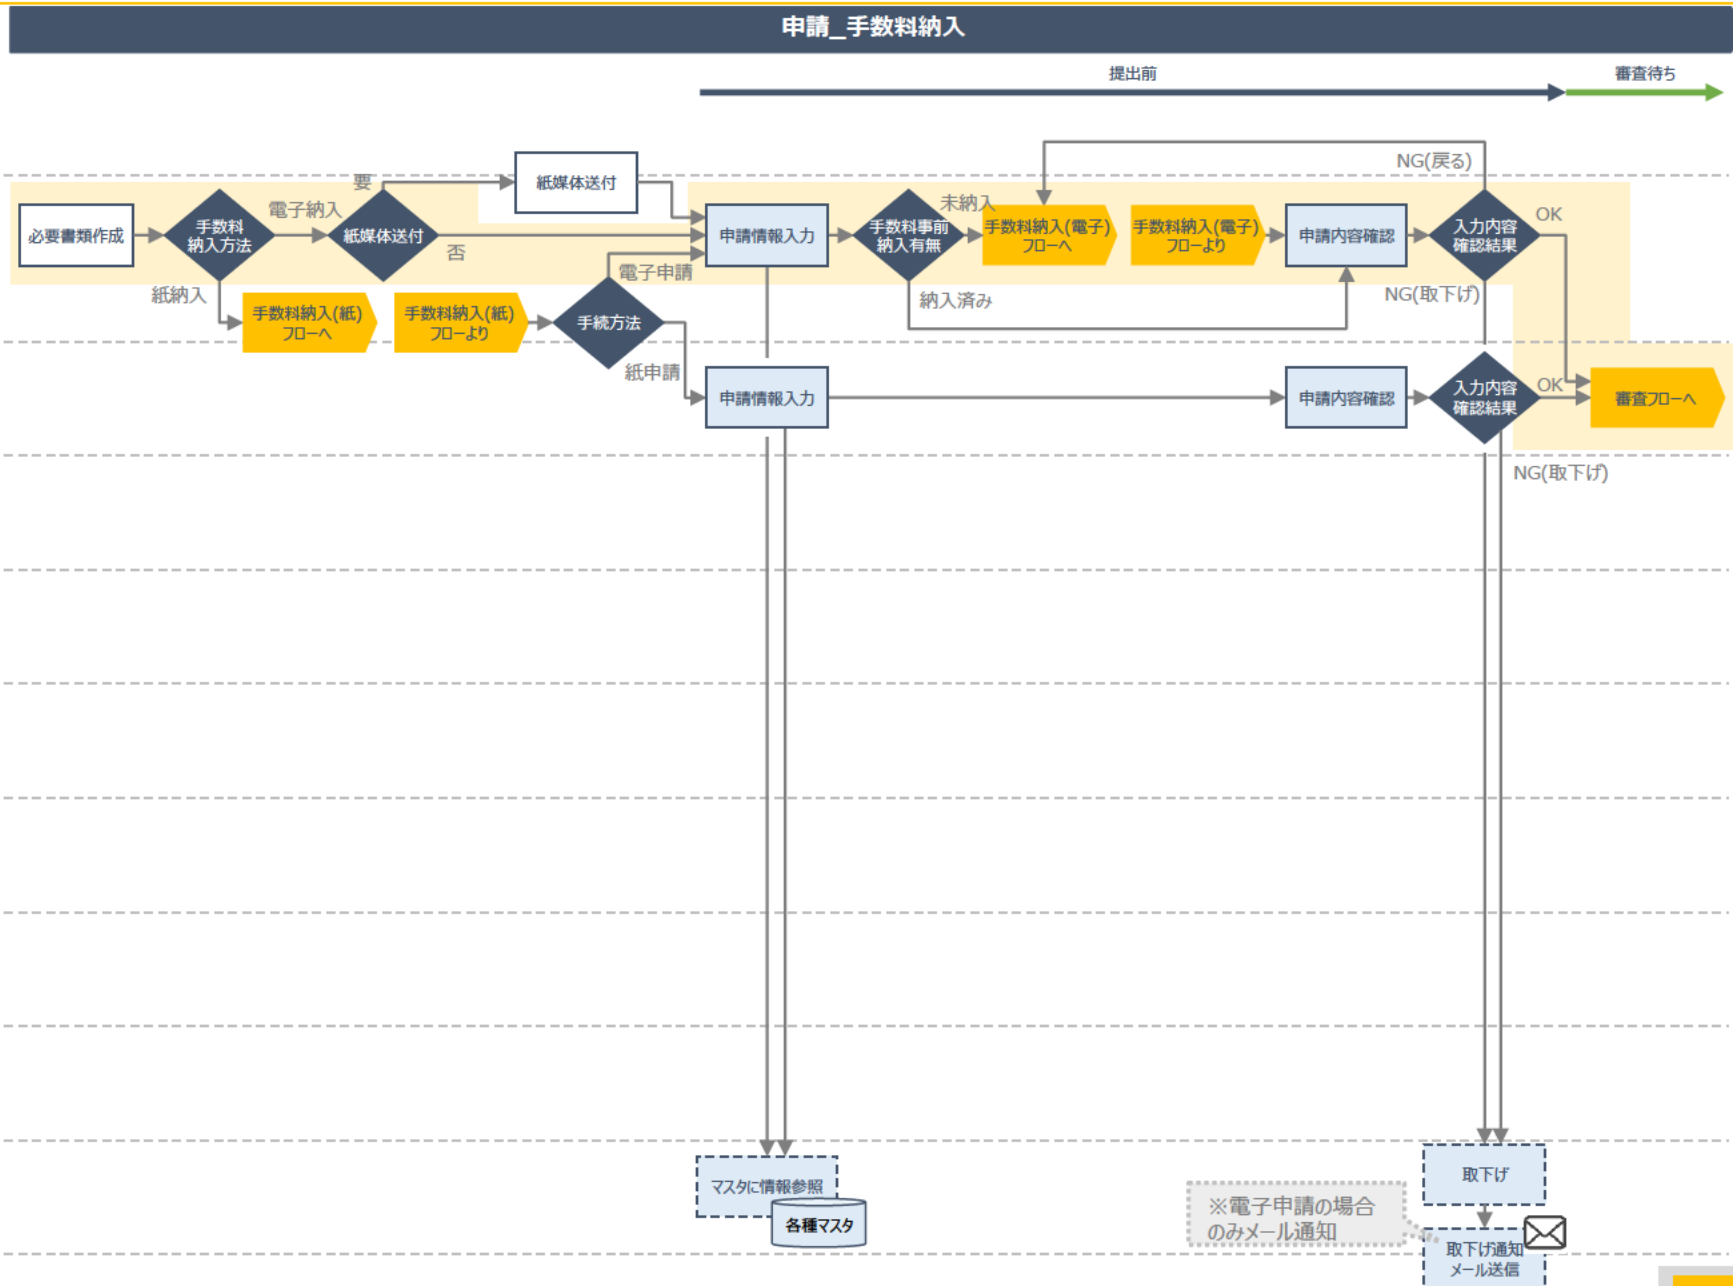 申請_手数料納入
提出前
審査待ち
NG(戻る)
要
紙媒体送付
未納入
電子納入
OK
必要書類作成
手数料
納入方法
紙媒体送付
否
申請情報入力
手数料事前
納入有無
手数料納入(電子)
フローへ
手数料納入(電子)
フローより
申請内容確認
入力内容
確認結果
電子申請
紙納入
納入済み
NG(取下げ)
手数料納入(紙)
フローへ
手数料納入(紙)
フローより
手続方法
紙申請
申請情報入力
申請内容確認
入力内容
確認結果
OK
審査フローへ
NG(取下げ)
マスタに情報参照
各種マスタ
※電子申請の場合
のみメール通知
取下げ
取下げ通知
メール送信